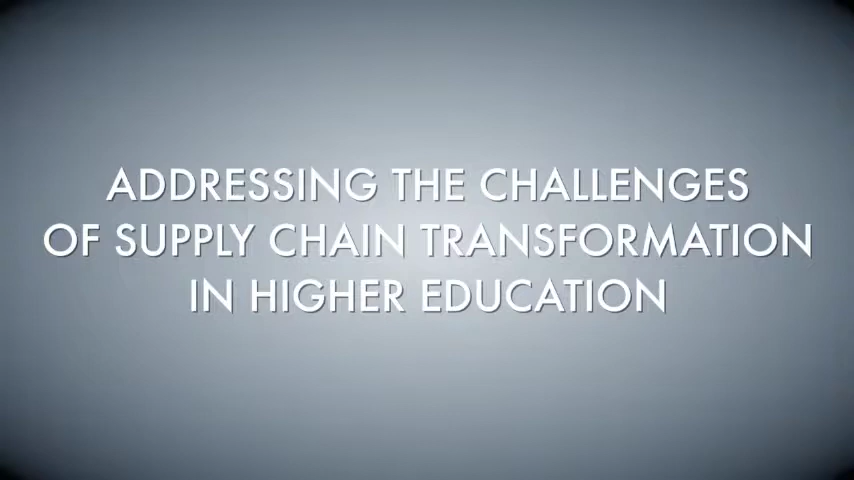 ADDRESSING THE CHALLENGES
OF SUPPLY CHAIN TRANSFORMATION
IN HIGHER EDUCATION